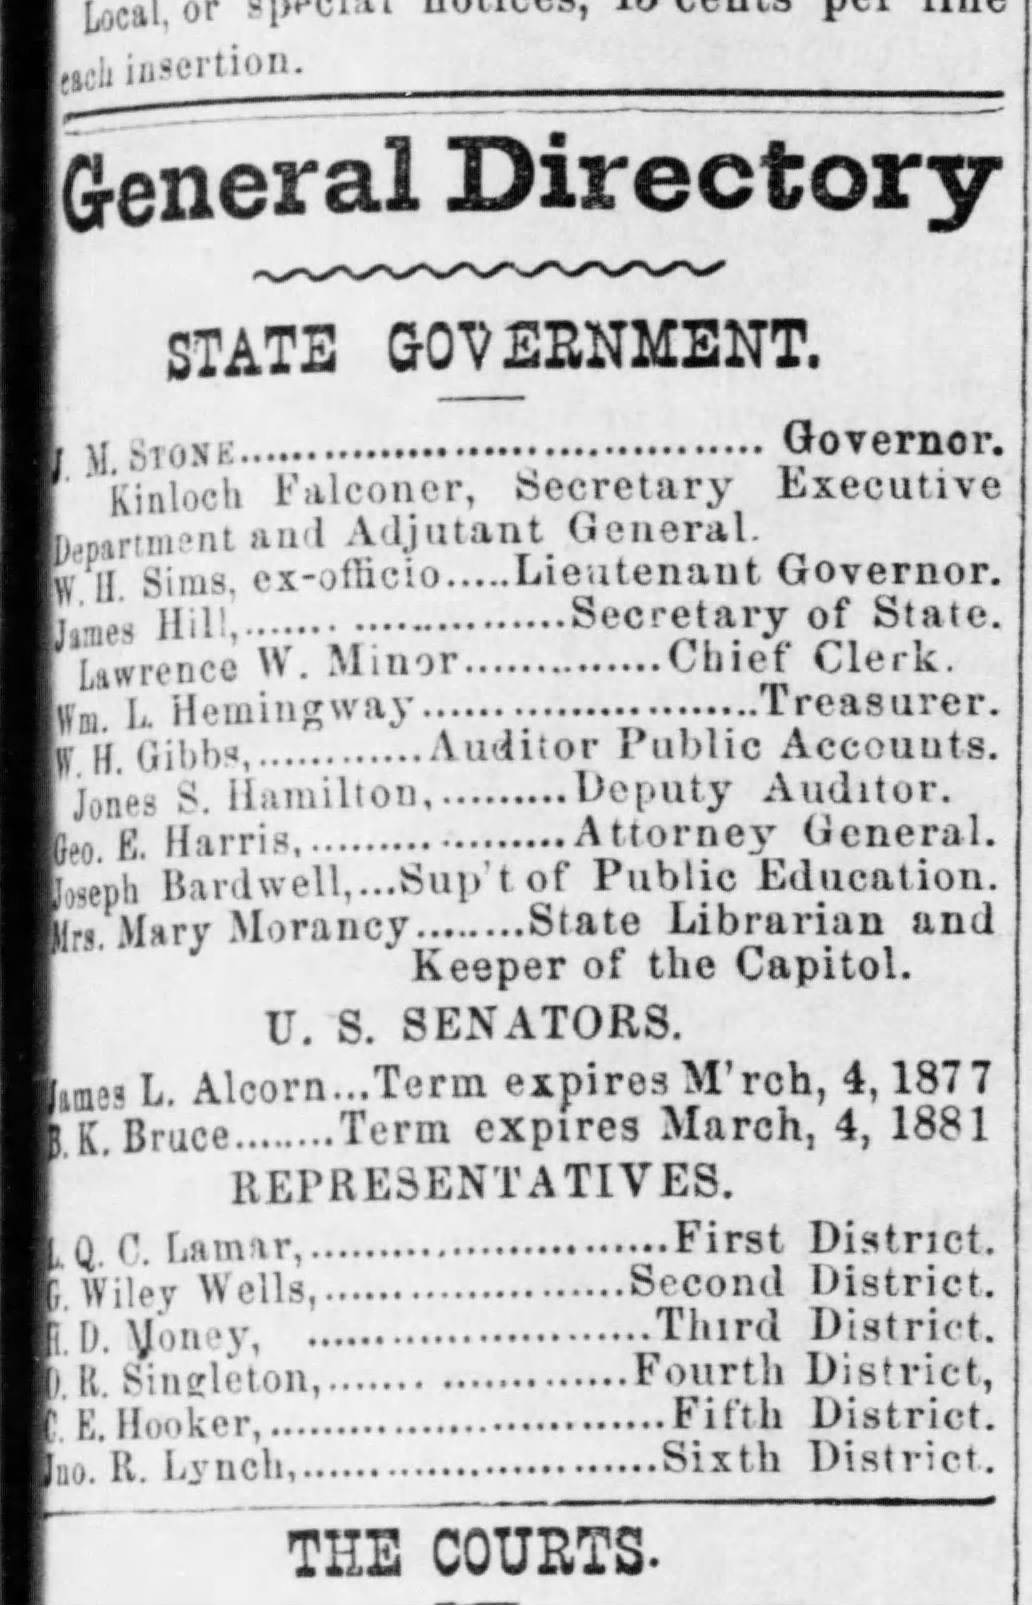 Local, or special notices, 15 cents per line
each insertion.
General Directory
STATE GOVERNMENT.
J. M. STONE........................................ Governor.
Kinloch Falconer, Secretary Executive
Department and Adjutant General.
W. H. Sims, ex-officio.....Lieutenant Governor.
James Hill,....... ................Secretary of State.
Lawrence W. Minor..............Chief Clerk.
Wm. L. Hemingway........................Treasurer.
W. H. Gibbs,............Auditor Public Accounts.
Jones S. Hamilton,.........Deputy Auditor.
Geo. E. Harris,......... .........Attorney General.
Joseph Bardwell,...Sup't of Public Education.
Mrs. Mary Morancy........State Librarian and
Keeper of the Capitol.
U. S. SENATORS.
James L. Alcorn...Term expires M'rch, 4, 1877
B. K. Bruce........Term expires March, 4, 1881
REPRESENTATIVES.
L. Q. C. Lamar,............................First District.
G. Wiley Wells,.......................Second District.
H. D. Money, ..........................Third District.
O. R. Singleton,....... ..............Fourth District,
C. E. Hooker,..............................Fifth District.
Jno. R. Lynch,...........................Sixth District.
THE COURTS.